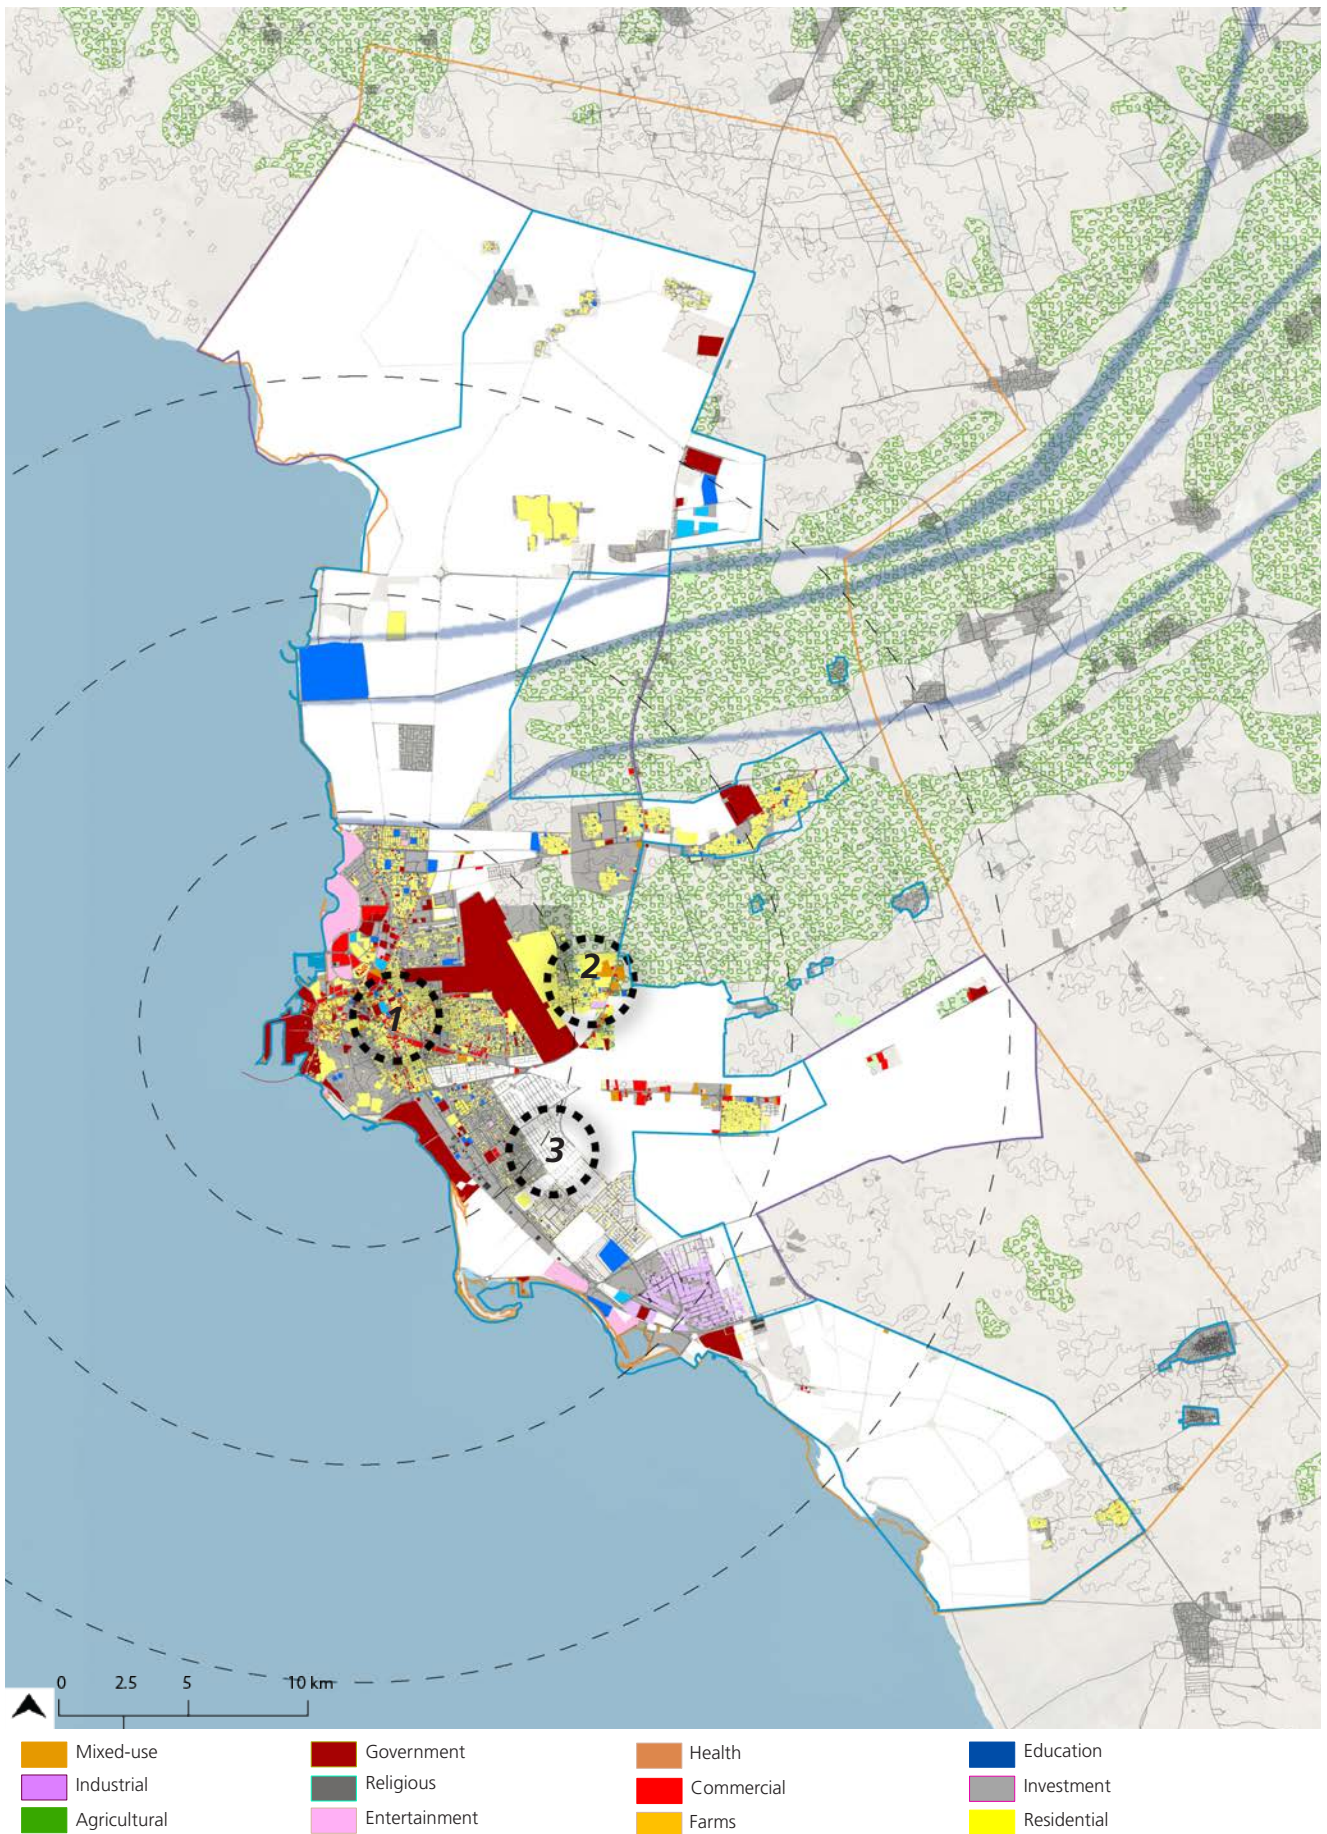 2
1
3
0 2.5 5 10 km
Mixed-use Government Health Education
Industrial Religious Commercial Investment
Agricultural Entertainment Farms Residential